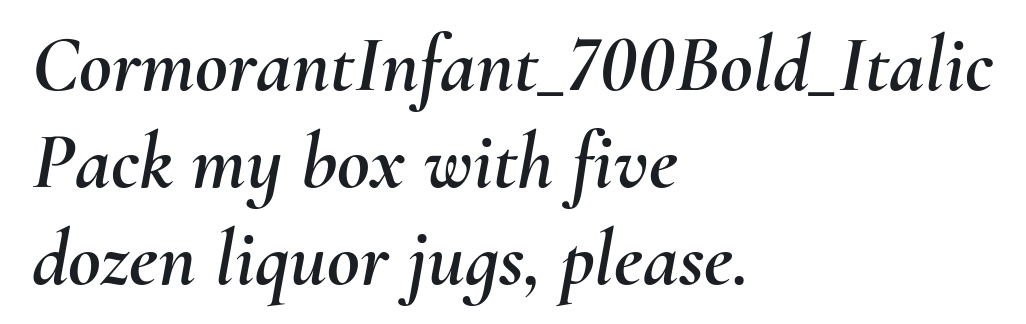 CormorantInfant_700Bold_Italic
Pack my box with five
dozen liquor jugs, please.